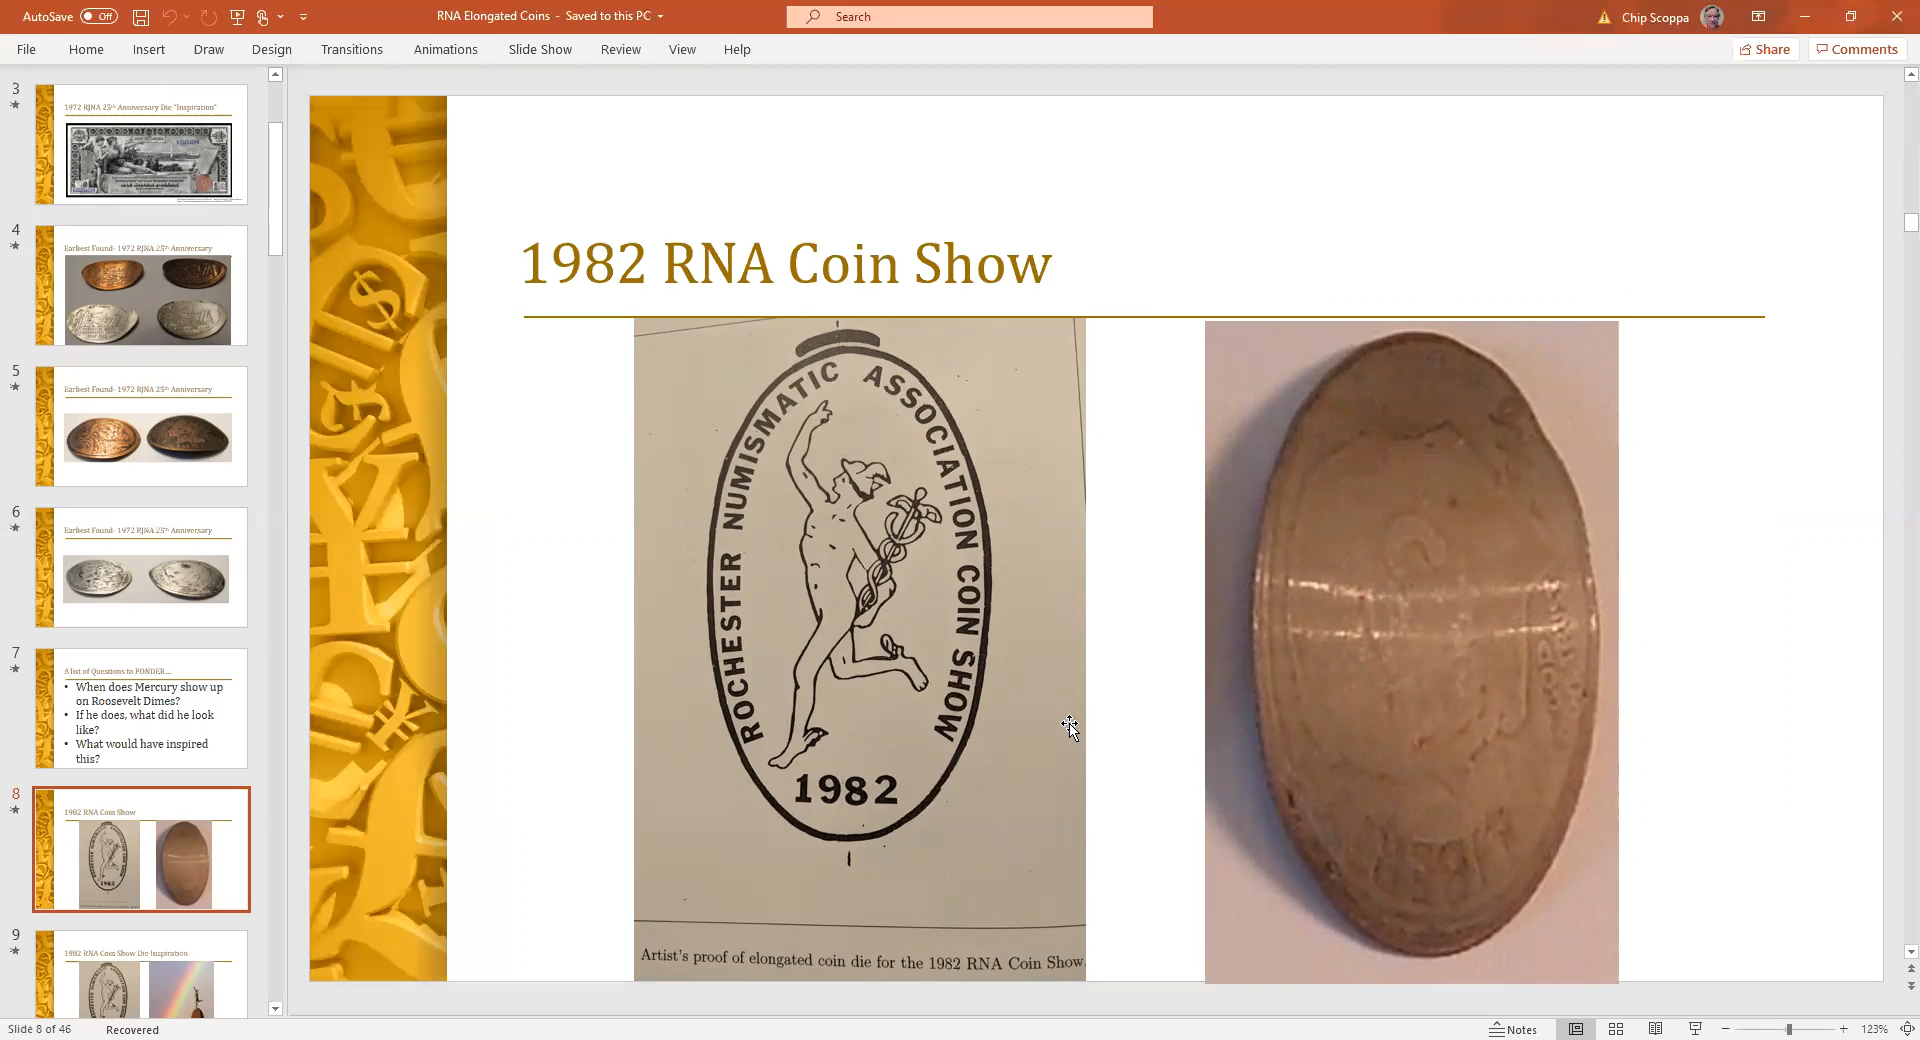 AutoSave Off
RNA Elongated Coins - Saved to this PC
Search
Chip Scoppa
File Home Insert Draw Design Transitions Animations Slide Show Review View Help
Share Comments
3
1972 RJNA 25th Anniversary Die "Inspiration"
4
Earliest Found- 1972 RJNA 25th Anniversary
5
Earliest Found- 1972 RJNA 25th Anniversary
6
Earliest Found- 1972 RJNA 25th Anniversary
7
A list of Questions to PONDER...
• When does Mercury show up
on Roosevelt Dimes?
• If he does, what did he look
like?
• What would have inspired
this?
8
1982 RNA Coin Show
9
1982 RNA Coin Show Die Inspiration
1982 RNA Coin Show
ROCHESTER NUMISMATIC ASSOCIATION COIN SHOW
1982
Artist's proof of elongated coin die for the 1982 RNA Coin Show.
Slide 8 of 46
Recovered
Notes
123%